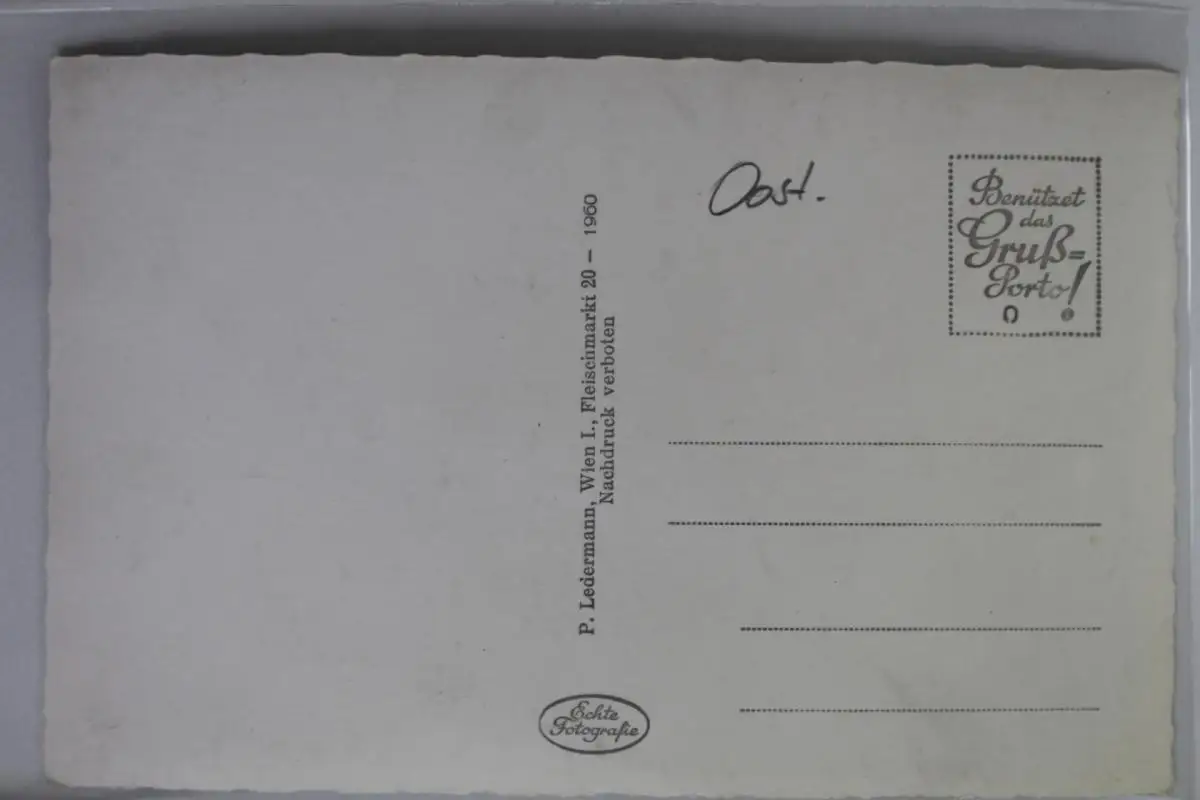 Oost.
Benützet
das
Gruß=
Porto!
P. Ledermann, Wien I., Fleischmarkt 20 — 1960
Nachdruck verboten
Echte
Fotografie